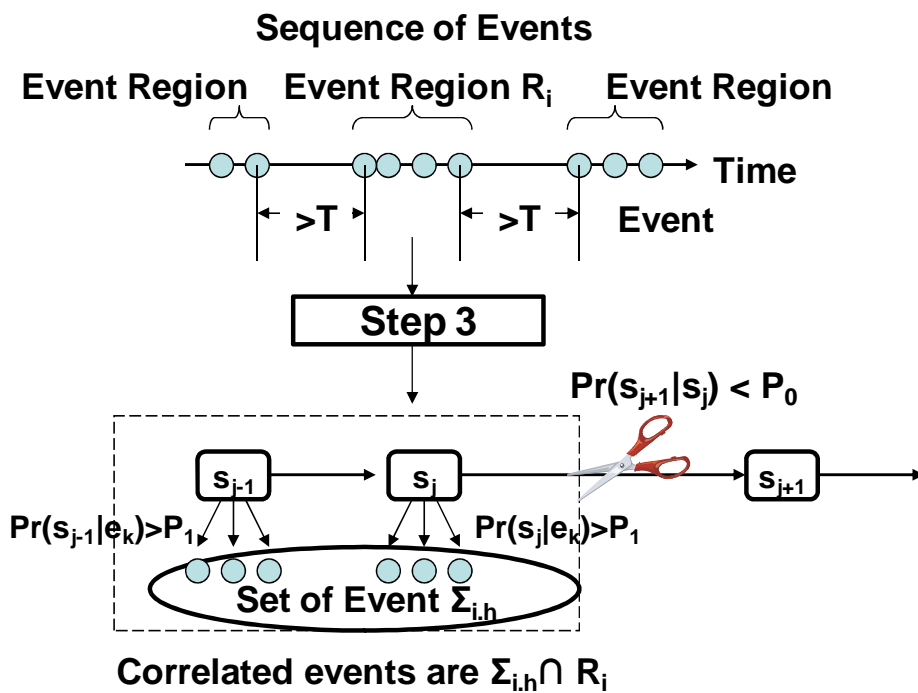 Sequence of Events
Event Region
Event Region Ri
Event Region
Time
>T
>T
Event
Step 3
Pr(sj+1|sj) < P0
sj-1
sj
sj+1
Pr(sj-1|ek)>P1
Pr(sj|ek)>P1
Set of Event Σi.h
Correlated events are Σi.h∩ Ri